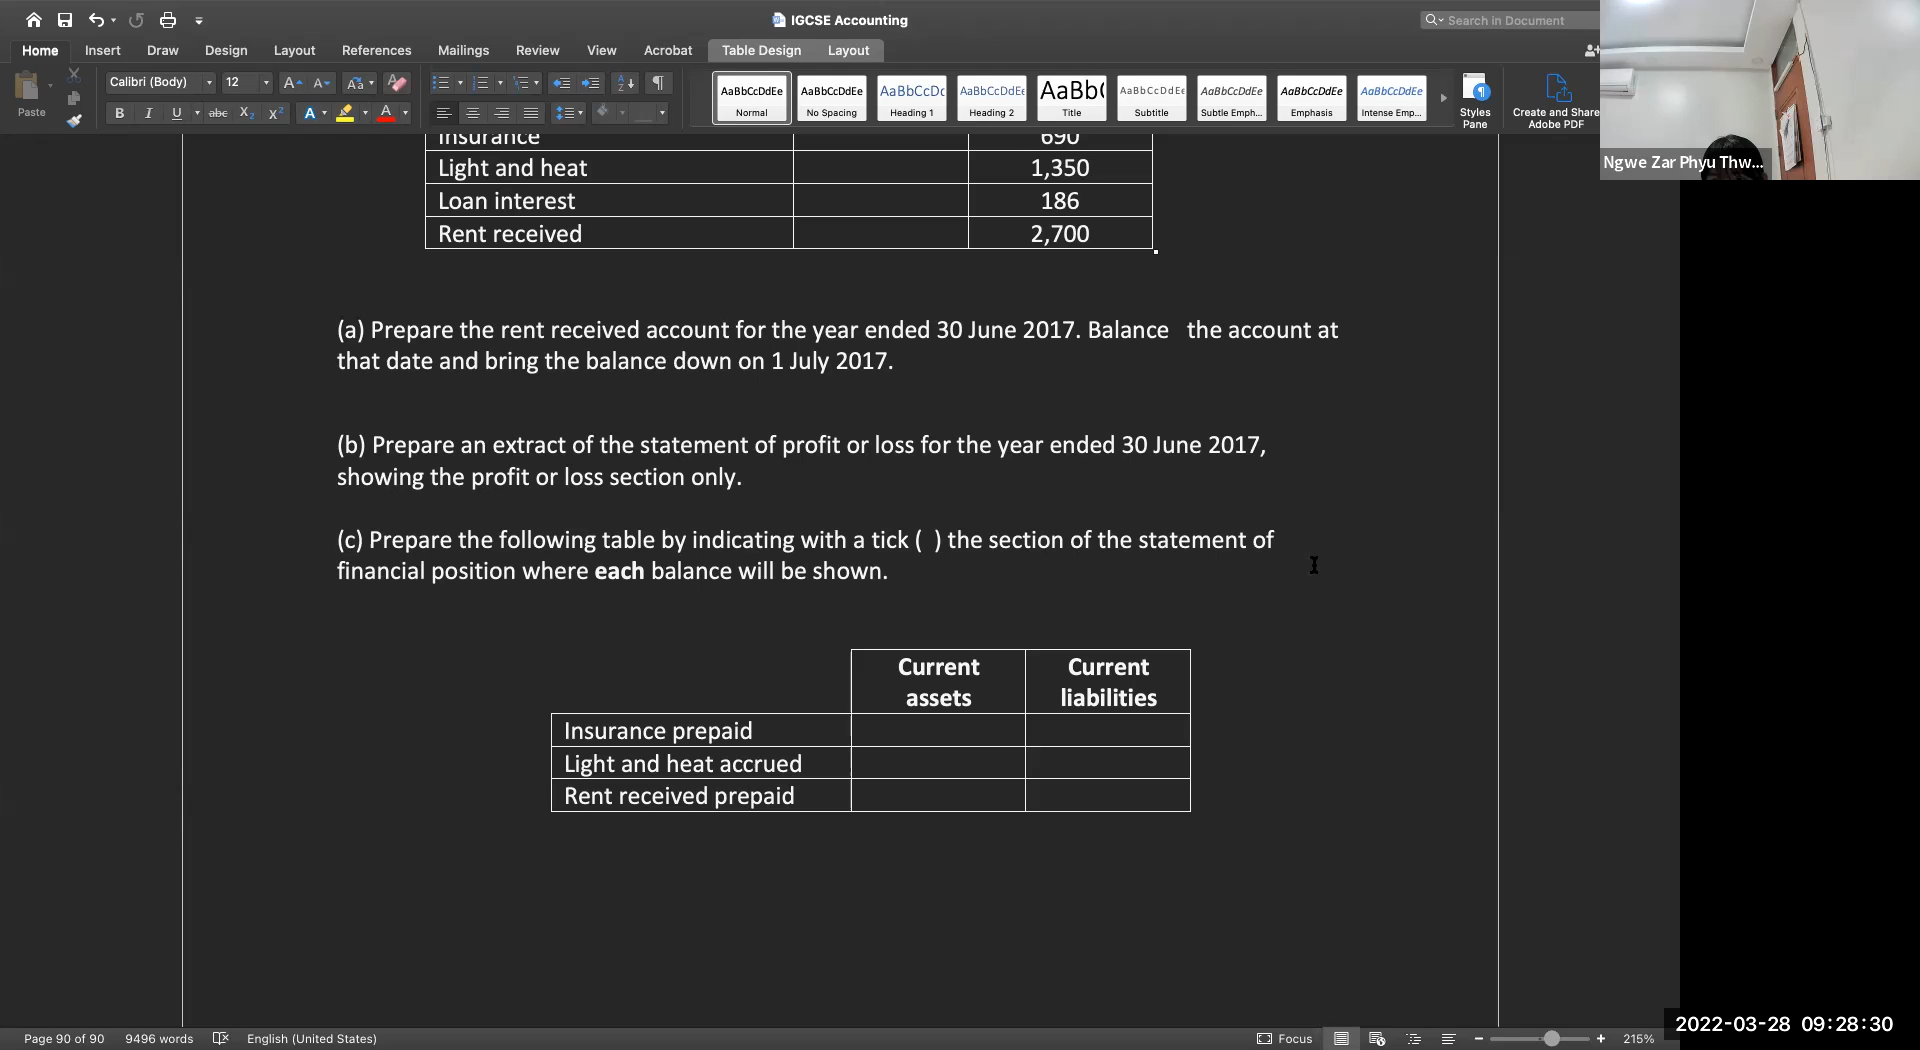 IGCSE Accounting
Search in Document
Home Insert Draw Design Layout References Mailings Review View Acrobat Table Design Layout
Paste
Calibri (Body) 12
AaBbCcDdEe AaBbCcDdEe AaBbCcDc AaBbCcDdEe AaBb( AaBbCcDdEe AaBbCcDdEe AaBbCcDdEe AaBbCcDdEe
Normal No Spacing Heading 1 Heading 2 Title Subtitle Subtle Emph... Emphasis Intense Emp...
Styles Pane
Create and Share Adobe PDF
Ngwe Zar Phyu Thw...
Insurance 690
Light and heat 1,350
Loan interest 186
Rent received 2,700
(a) Prepare the rent received account for the year ended 30 June 2017. Balance the account at
that date and bring the balance down on 1 July 2017.
(b) Prepare an extract of the statement of profit or loss for the year ended 30 June 2017,
showing the profit or loss section only.
(c) Prepare the following table by indicating with a tick ( ) the section of the statement of
financial position where each balance will be shown.
Current assets Current liabilities
Insurance prepaid
Light and heat accrued
Rent received prepaid
Page 90 of 90 9496 words English (United States) Focus 215%
2022-03-28 09:28:30